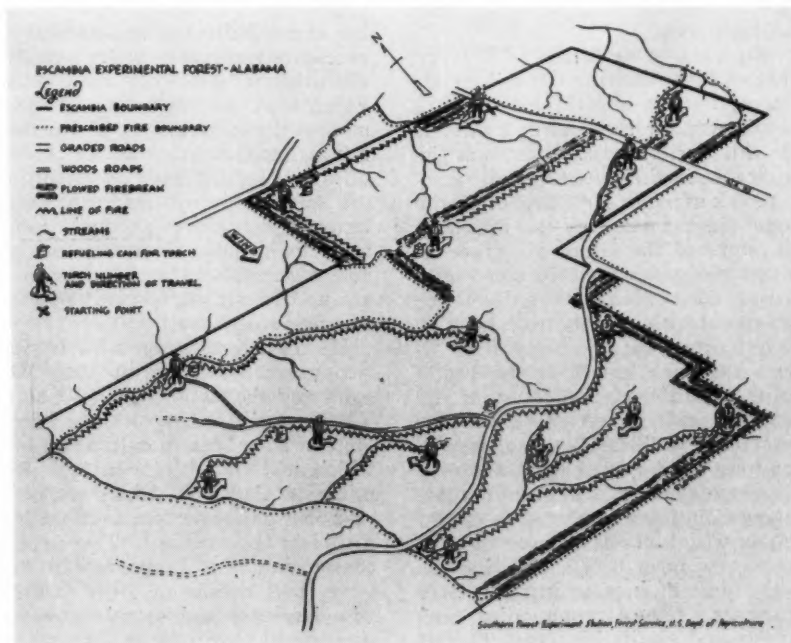 ESCAMBIA EXPERIMENTAL FOREST-ALABAMA
Legend
ESCAMBIA BOUNDARY
PRESCRIBED FIRE BOUNDARY
GRADED ROADS
WOODS ROADS
PLOWED FIREBREAK
LINE OF FIRE
STREAMS
REFUELING CAN FOR TORCH
TORCH NUMBER
AND DIRECTION OF TRAVEL
STARTING POINT
Southern Forest Experiment Station, Forest Service, U.S. Dept. of Agriculture